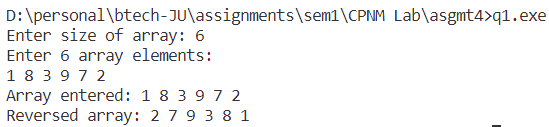 D:\personal\btech-JU\assignments\sem1\CPNM Lab\asgmt4>q1.exe
Enter size of array: 6
Enter 6 array elements:
1 8 3 9 7 2
Array entered: 1 8 3 9 7 2
Reversed array: 2 7 9 3 8 1